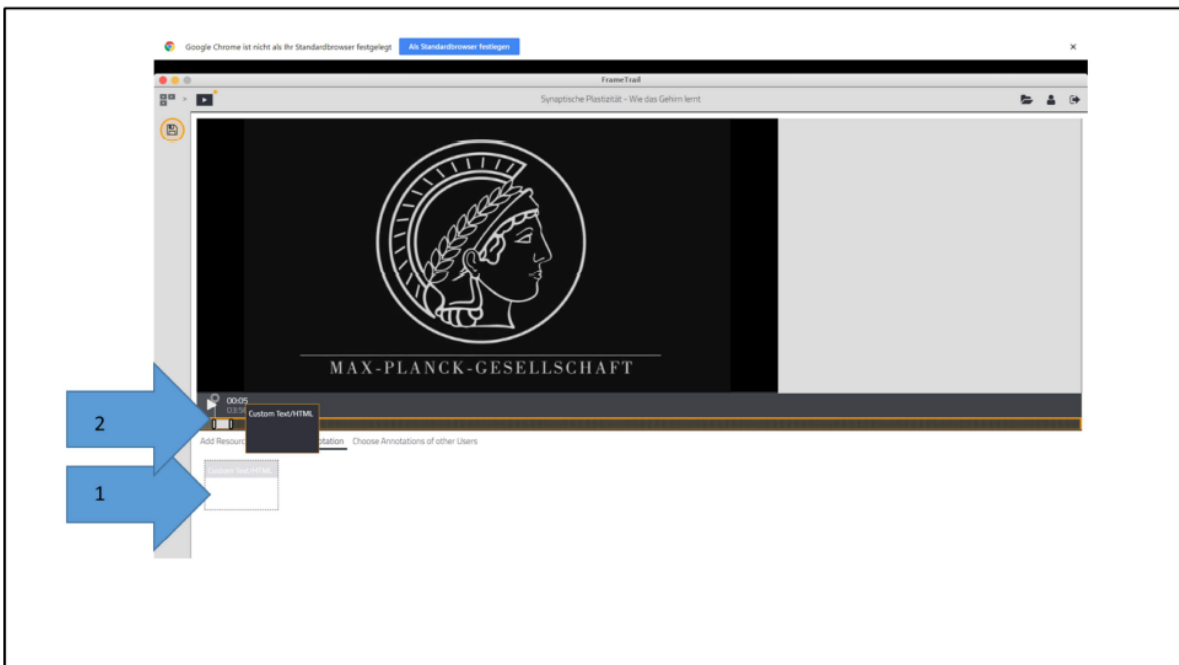 Google Chrome ist nicht als Ihr Standardbrowser festgelegt Als Standardbrowser festlegen
FrameTrail
Synaptische Plastizität – Wie das Gehirn lernt
MAX-PLANCK-GESELLSCHAFT
00:05
03:56
2
Custom Text/HTML
Add Resour otation Choose Annotations of other Users
Custom Text/HTML
1